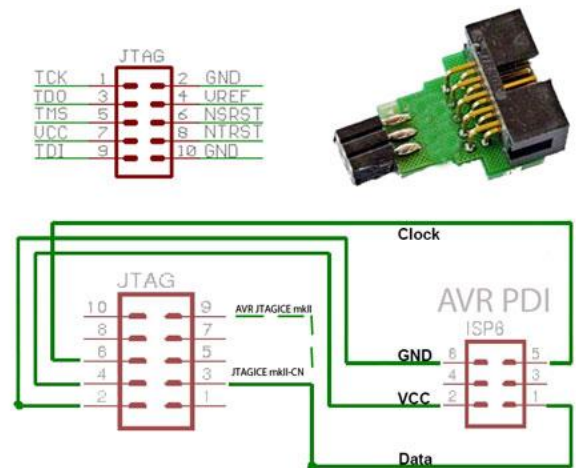 JTAG
TCK 1 2 GND
TDO 3 4 VREF
TMS 5 6 NSRST
VCC 7 8 NTRST
TDI 9 10 GND
Clock
JTAG
AVR PDI
10 9 AVR JTAGICE mkII
ISP6
8 7
6 5
GND 6 5
4 3 JTAGICE mkII-CN
4 3
2 1
VCC 2 1
Data